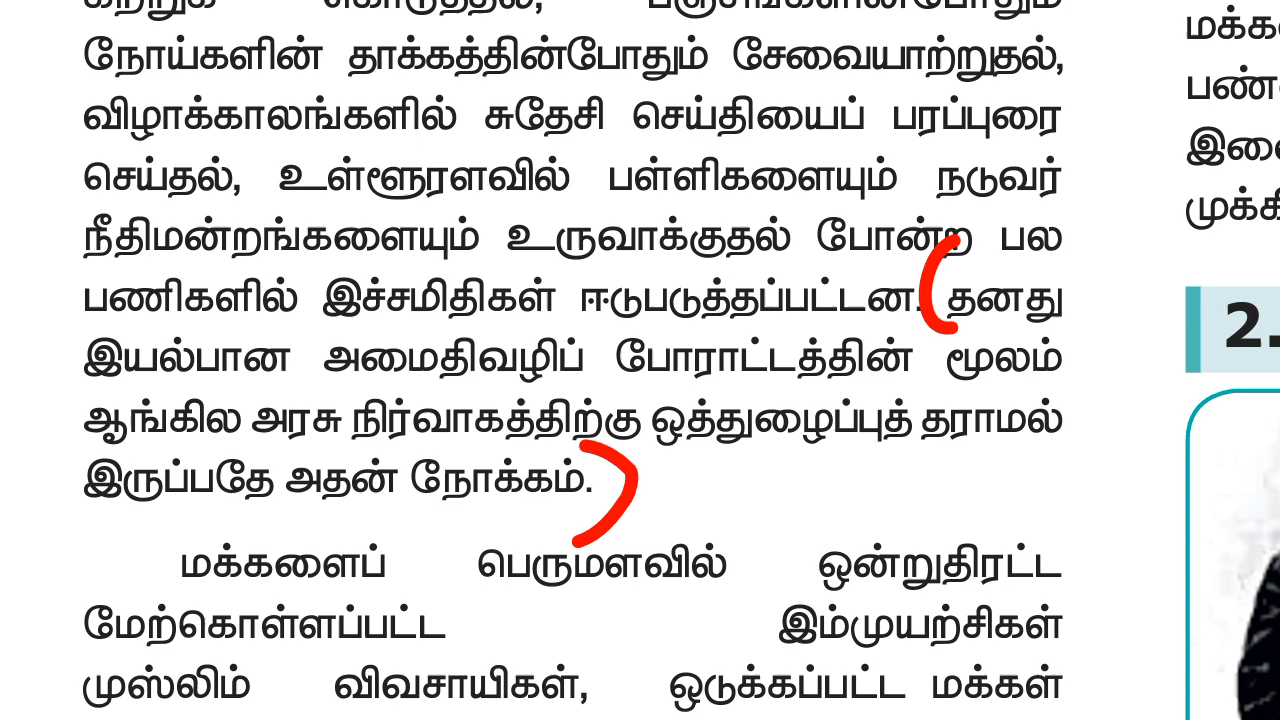 நோய்களின் தாக்கத்தின்போதும் சேவையாற்றுதல்,
விழாக்காலங்களில் சுதேசி செய்தியைப் பரப்புரை
செய்தல், உள்ளூரளவில் பள்ளிகளையும் நடுவர்
நீதிமன்றங்களையும் உருவாக்குதல் போன்ற பல
பணிகளில் இச்சமிதிகள் ஈடுபடுத்தப்பட்டன. தனது
இயல்பான அமைதிவழிப் போராட்டத்தின் மூலம்
ஆங்கில அரசு நிர்வாகத்திற்கு ஒத்துழைப்புத் தராமல்
இருப்பதே அதன் நோக்கம்.
மக்களைப் பெருமளவில் ஒன்றுதிரட்ட
மேற்கொள்ளப்பட்ட இம்முயற்சிகள்
முஸ்லிம் விவசாயிகள், ஒடுக்கப்பட்ட மக்கள்
2.